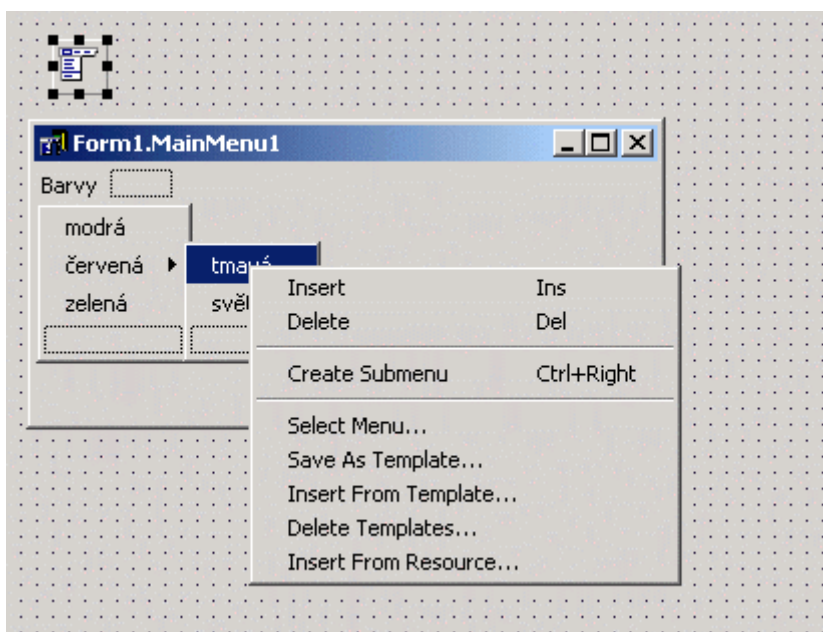 Form1.MainMenu1
Barvy
modrá
červená
zelená
Insert Ins
Delete Del
Create Submenu Ctrl+Right
Select Menu...
Save As Template...
Insert From Template...
Delete Templates...
Insert From Resource...